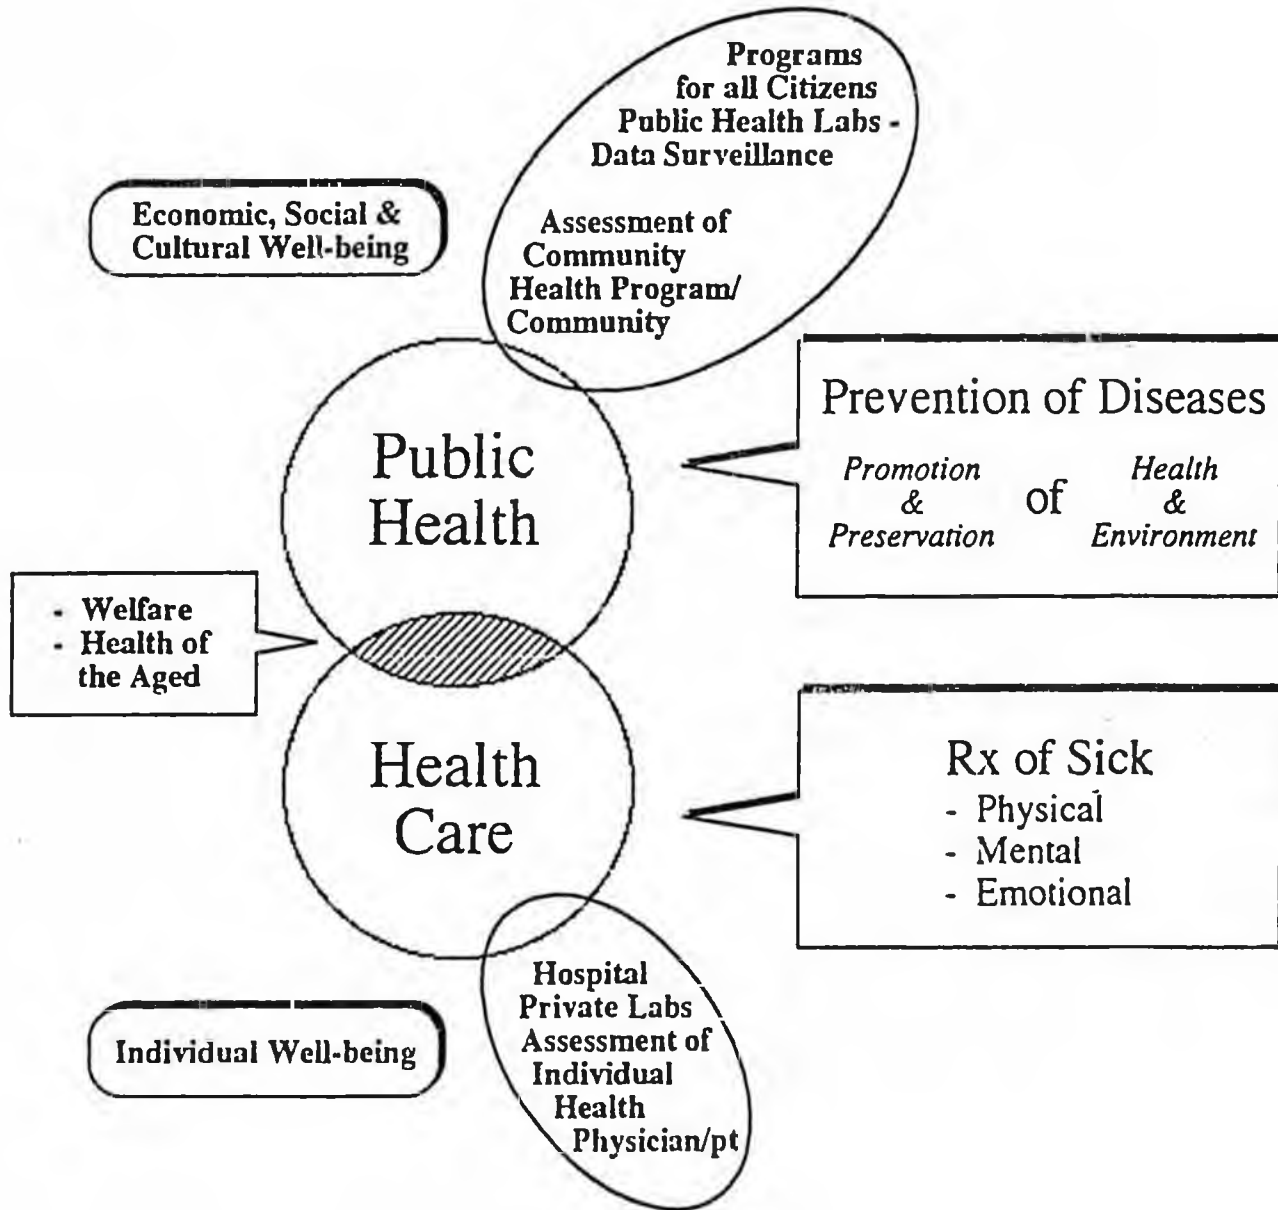 Programs
for all Citizens
Public Health Labs -
Data Surveillance
Assessment of
Community
Health Program/
Community
Economic, Social &
Cultural Well-being
Public
Health
Prevention of Diseases
Promotion
&
Preservation
of
Health
&
Environment
- Welfare
- Health of
the Aged
Health
Care
Rx of Sick
- Physical
- Mental
- Emotional
Hospital
Private Labs
Assessment of
Individual
Health
Physician/pt
Individual Well-being